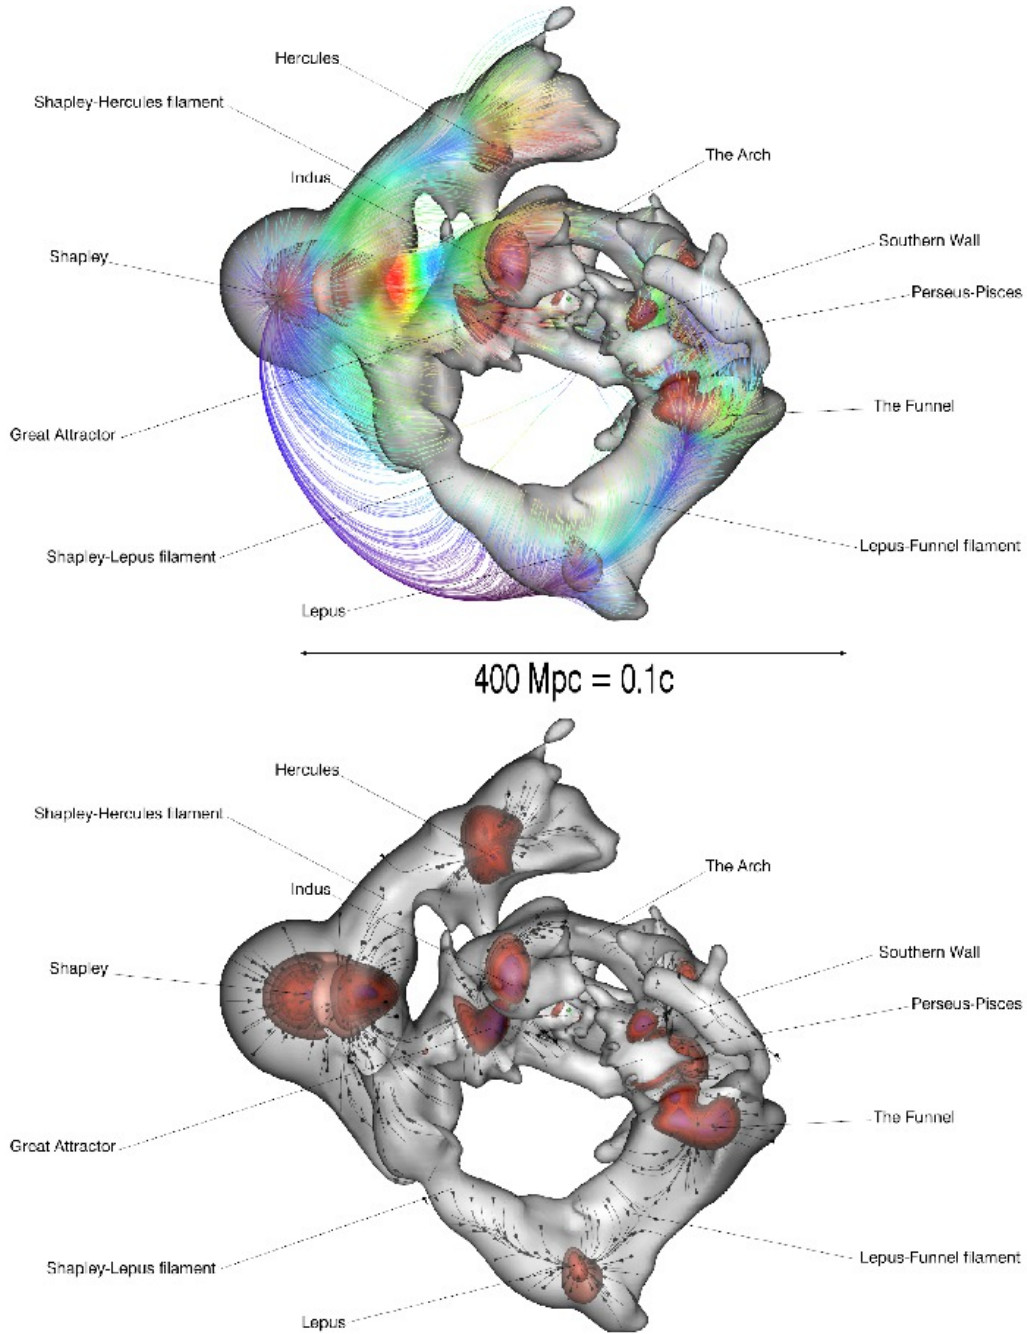 Hercules
Shapley-Hercules filament
The Arch
Indus
Southern Wall
Shapley
Perseus-Pisces
The Funnel
Great Attractor
Lepus-Funnel filament
Shapley-Lepus filament
Lepus
400 Mpc = 0.1c
Hercules
Shapley-Hercules filament
The Arch
Indus
Southern Wall
Shapley
Perseus-Pisces
The Funnel
Great Attractor
Lepus-Funnel filament
Shapley-Lepus filament
Lepus